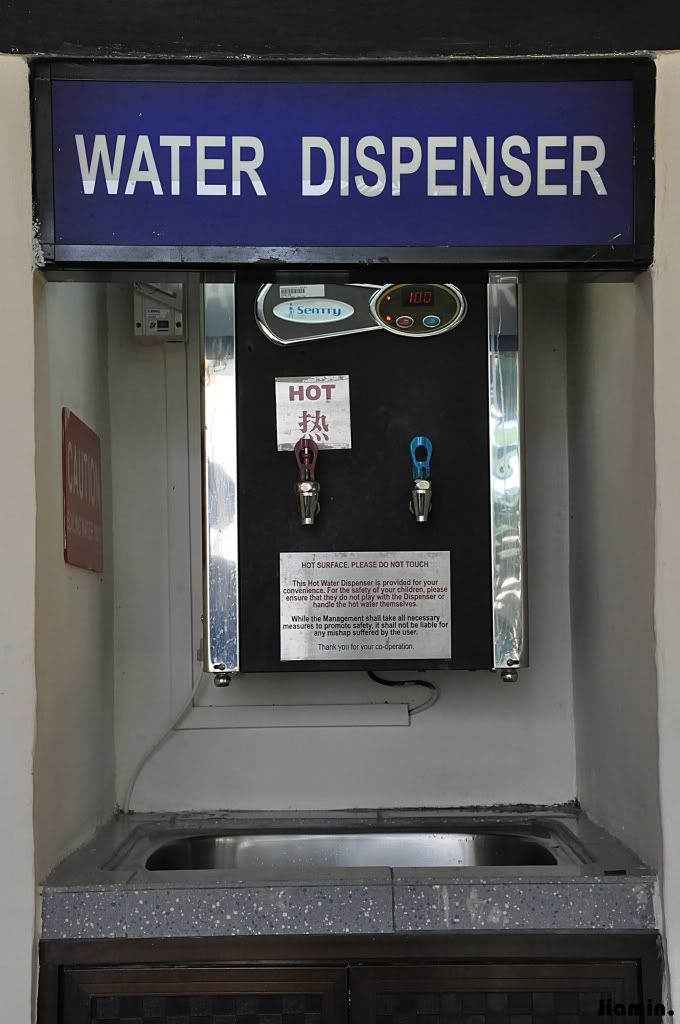 WATER DISPENSER
iSentry
100
HOT
热
CAUTION
HOT SURFACE. PLEASE DO NOT TOUCH
This Hot Water Dispenser is provided for your
convenience. For the safety of your children, please
ensure that they do not play with the Dispenser or
handle the hot water themselves.
While the Management shall take all necessary
measures to promote safety, it shall not be liable for
any mishap suffered by the user.
Thank you for your co-operation.
Jiamin.